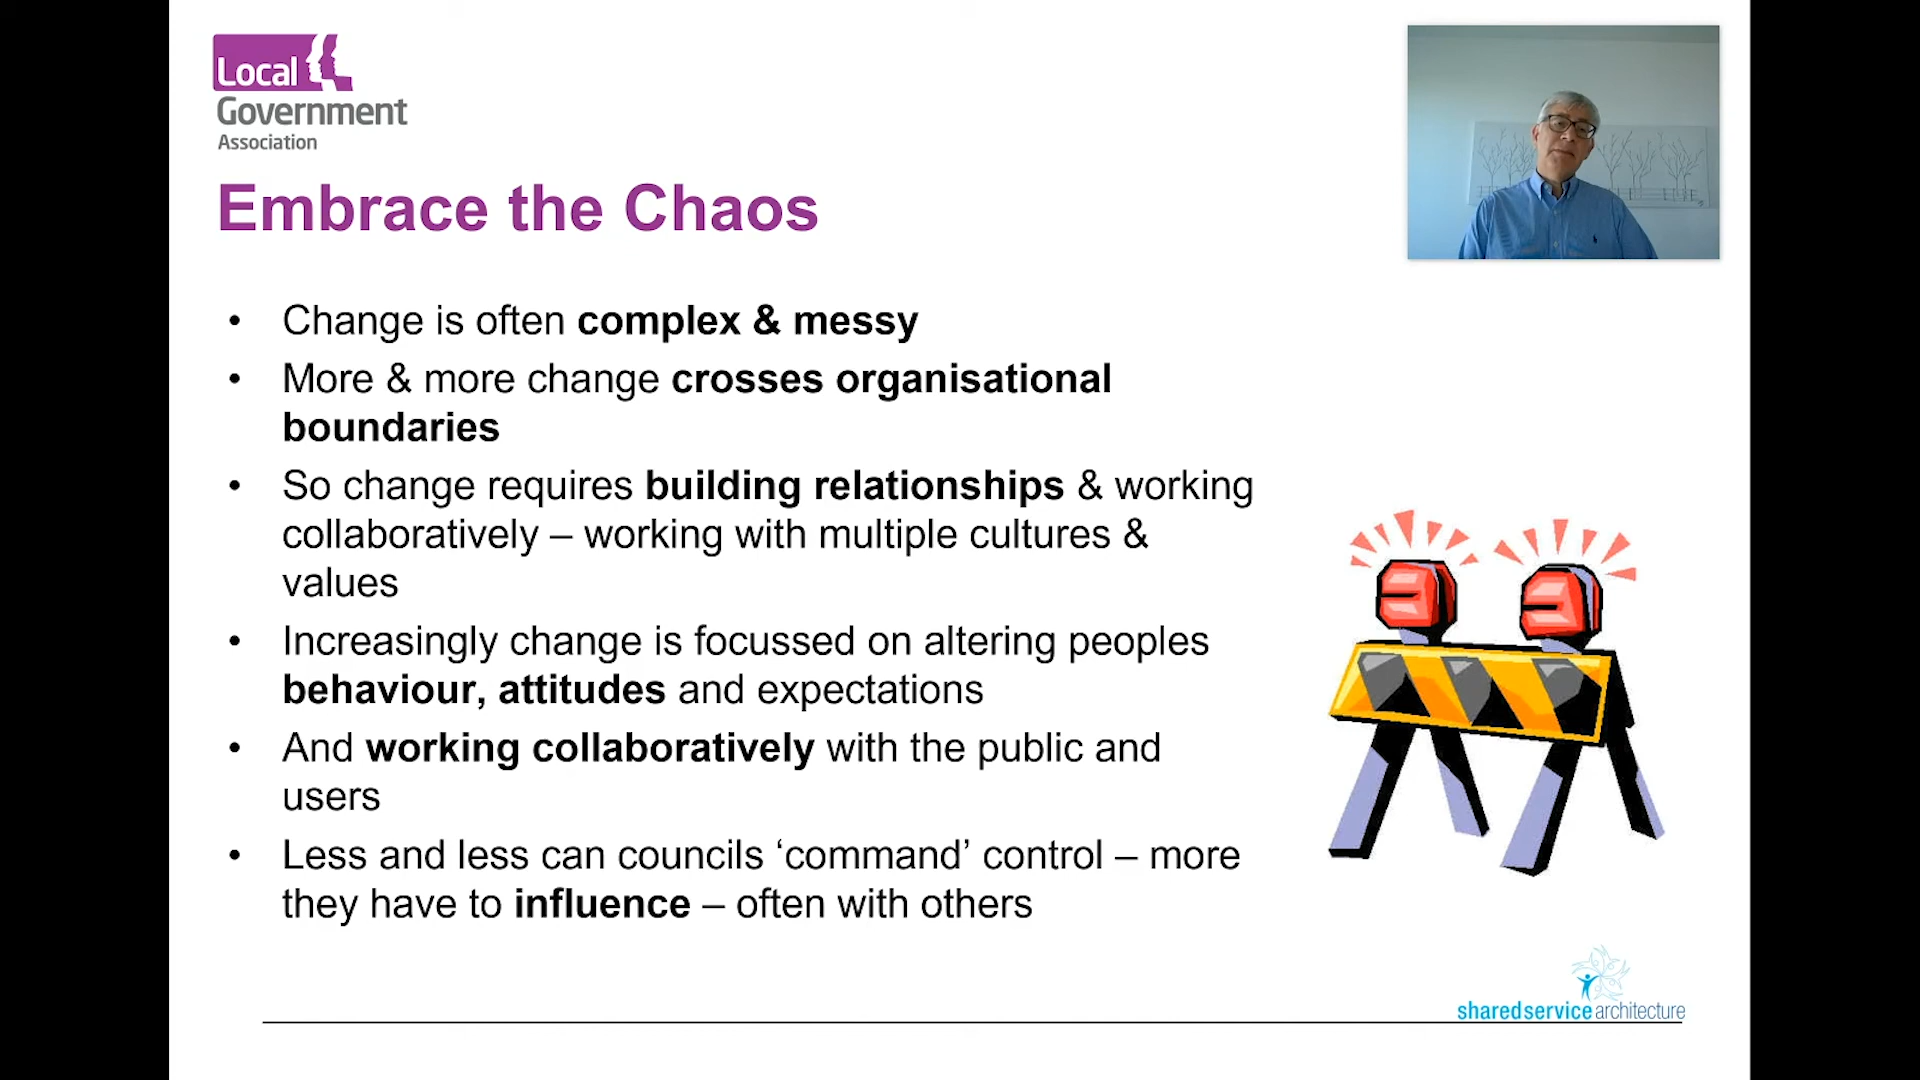 Local
Government
Association
Embrace the Chaos
• Change is often complex & messy
• More & more change crosses organisational
boundaries
• So change requires building relationships & working
collaboratively – working with multiple cultures &
values
• Increasingly change is focussed on altering peoples
behaviour, attitudes and expectations
• And working collaboratively with the public and
users
• Less and less can councils ‘command’ control – more
they have to influence – often with others
sharedservicearchitecture